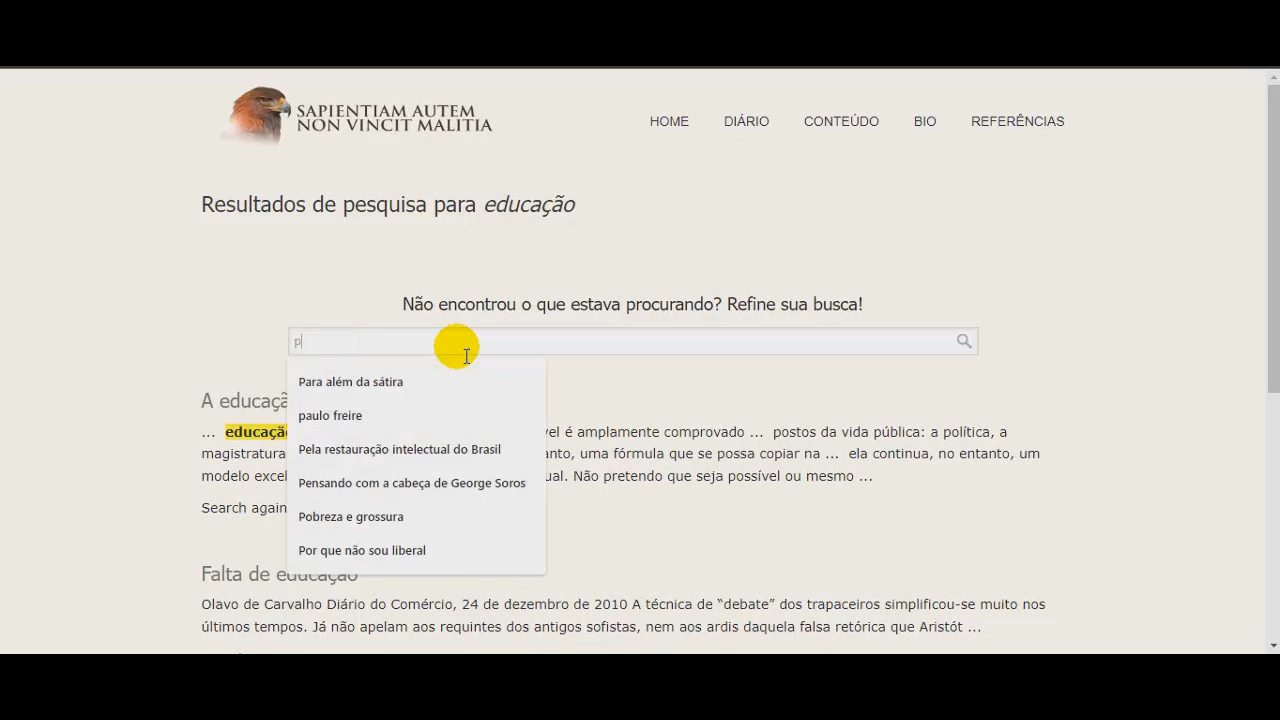 SAPIENTIAM AUTEM
NON VINCIT MALITIA
HOME DIÁRIO CONTEÚDO BIO REFERÊNCIAS
Resultados de pesquisa para educação
Não encontrou o que estava procurando? Refine sua busca!
p
Para além da sátira
paulo freire
Pela restauração intelectual do Brasil
Pensando com a cabeça de George Soros
Pobreza e grossura
Por que não sou liberal
A educaçã
... educaçã vel é amplamente comprovado ... postos da vida pública: a política, a
magistratura anto, uma fórmula que se possa copiar na ... ela continua, no entanto, um
modelo excel ual. Não pretendo que seja possível ou mesmo ...
Search again
Falta de educação
Olavo de Carvalho Diário do Comércio, 24 de dezembro de 2010 A técnica de “debate” dos trapaceiros simplificou-se muito nos
últimos tempos. Já não apelam aos requintes dos antigos sofistas, nem aos ardis daquela falsa retórica que Aristót ...